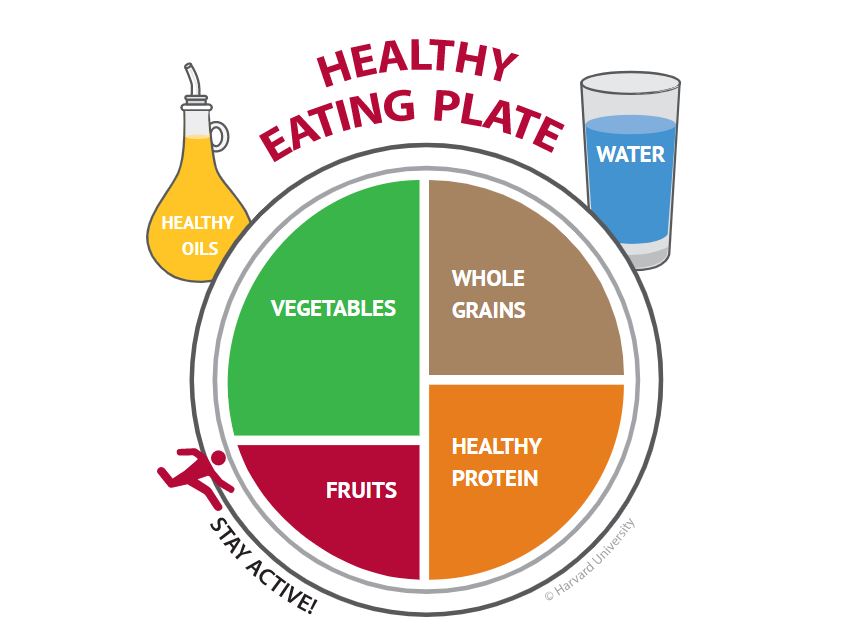 HEALTHY
EATING PLATE
HEALTHY
OILS
WATER
VEGETABLES
WHOLE
GRAINS
FRUITS
HEALTHY
PROTEIN
STAY ACTIVE!
© Harvard University